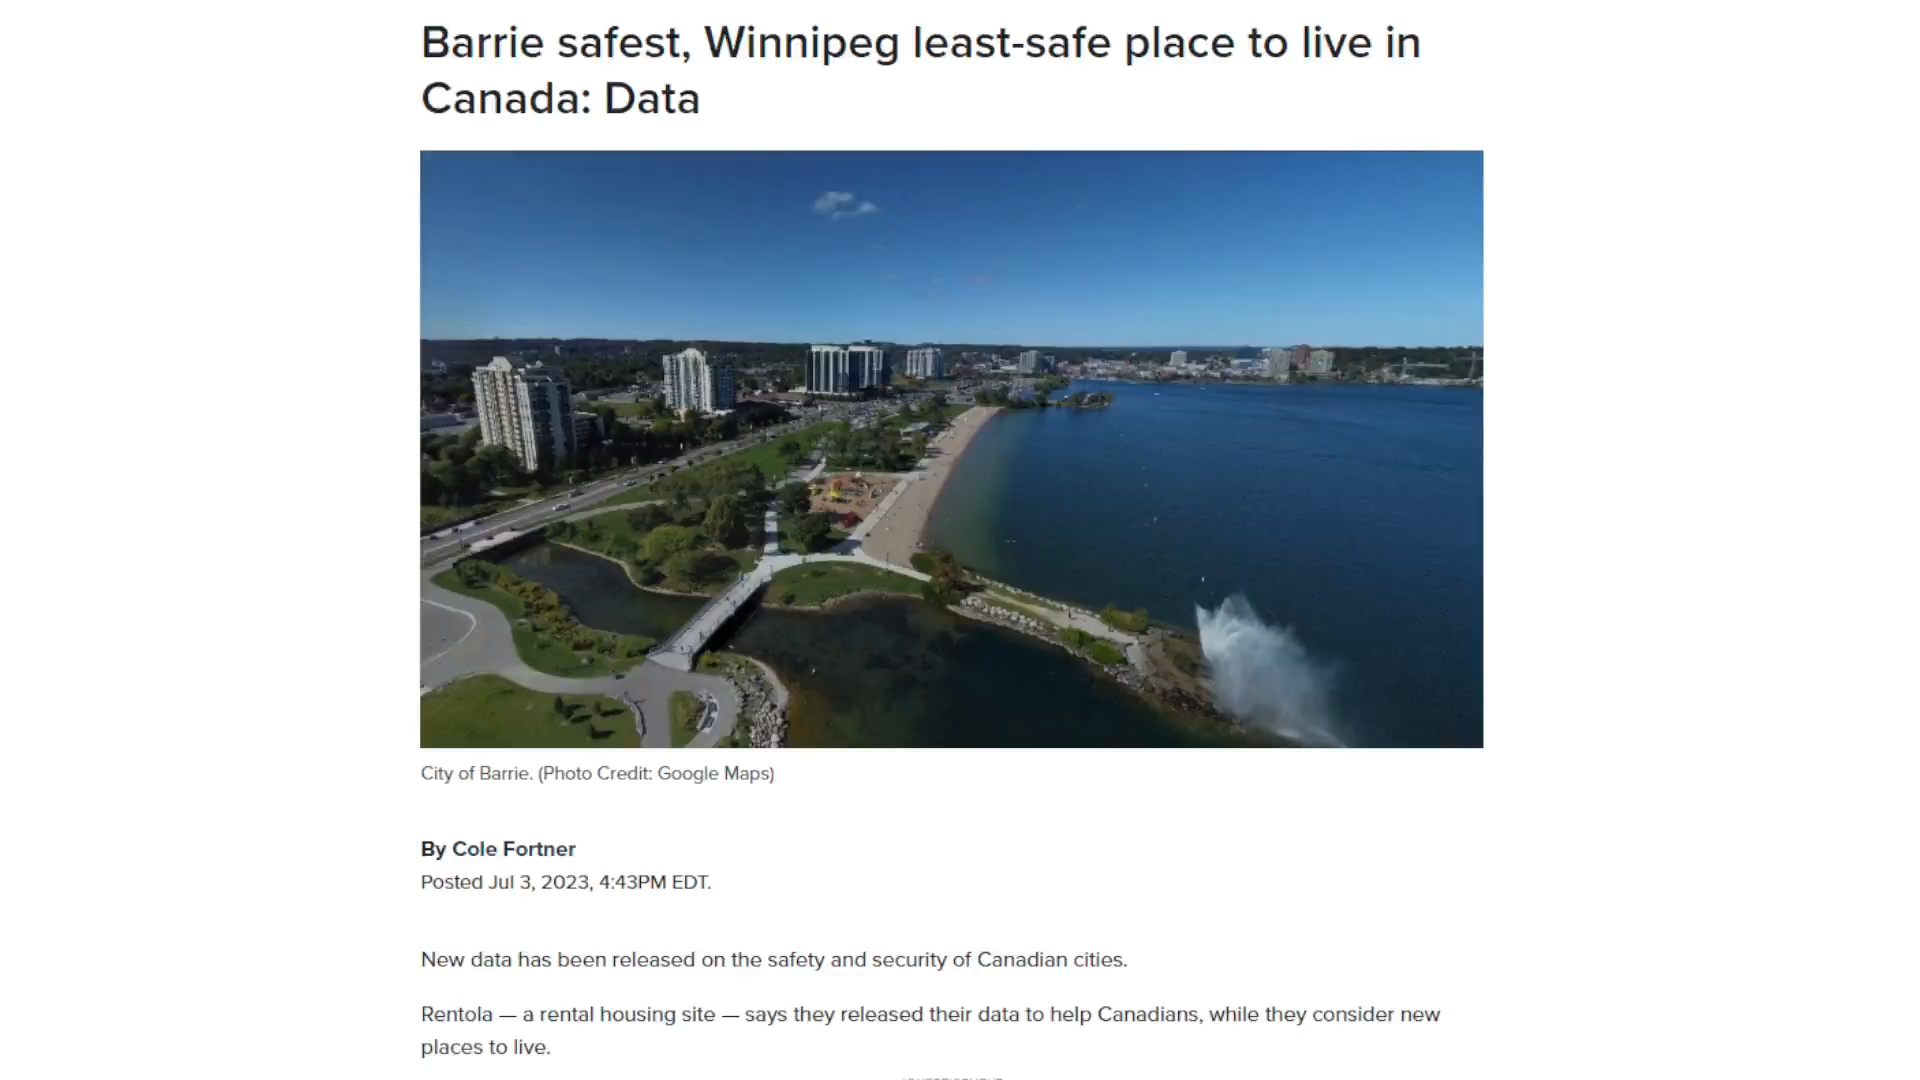 Barrie safest, Winnipeg least-safe place to live in
Canada: Data
City of Barrie. (Photo Credit: Google Maps)
By Cole Fortner
Posted Jul 3, 2023, 4:43PM EDT.
New data has been released on the safety and security of Canadian cities.
Rentola — a rental housing site — says they released their data to help Canadians, while they consider new
places to live.